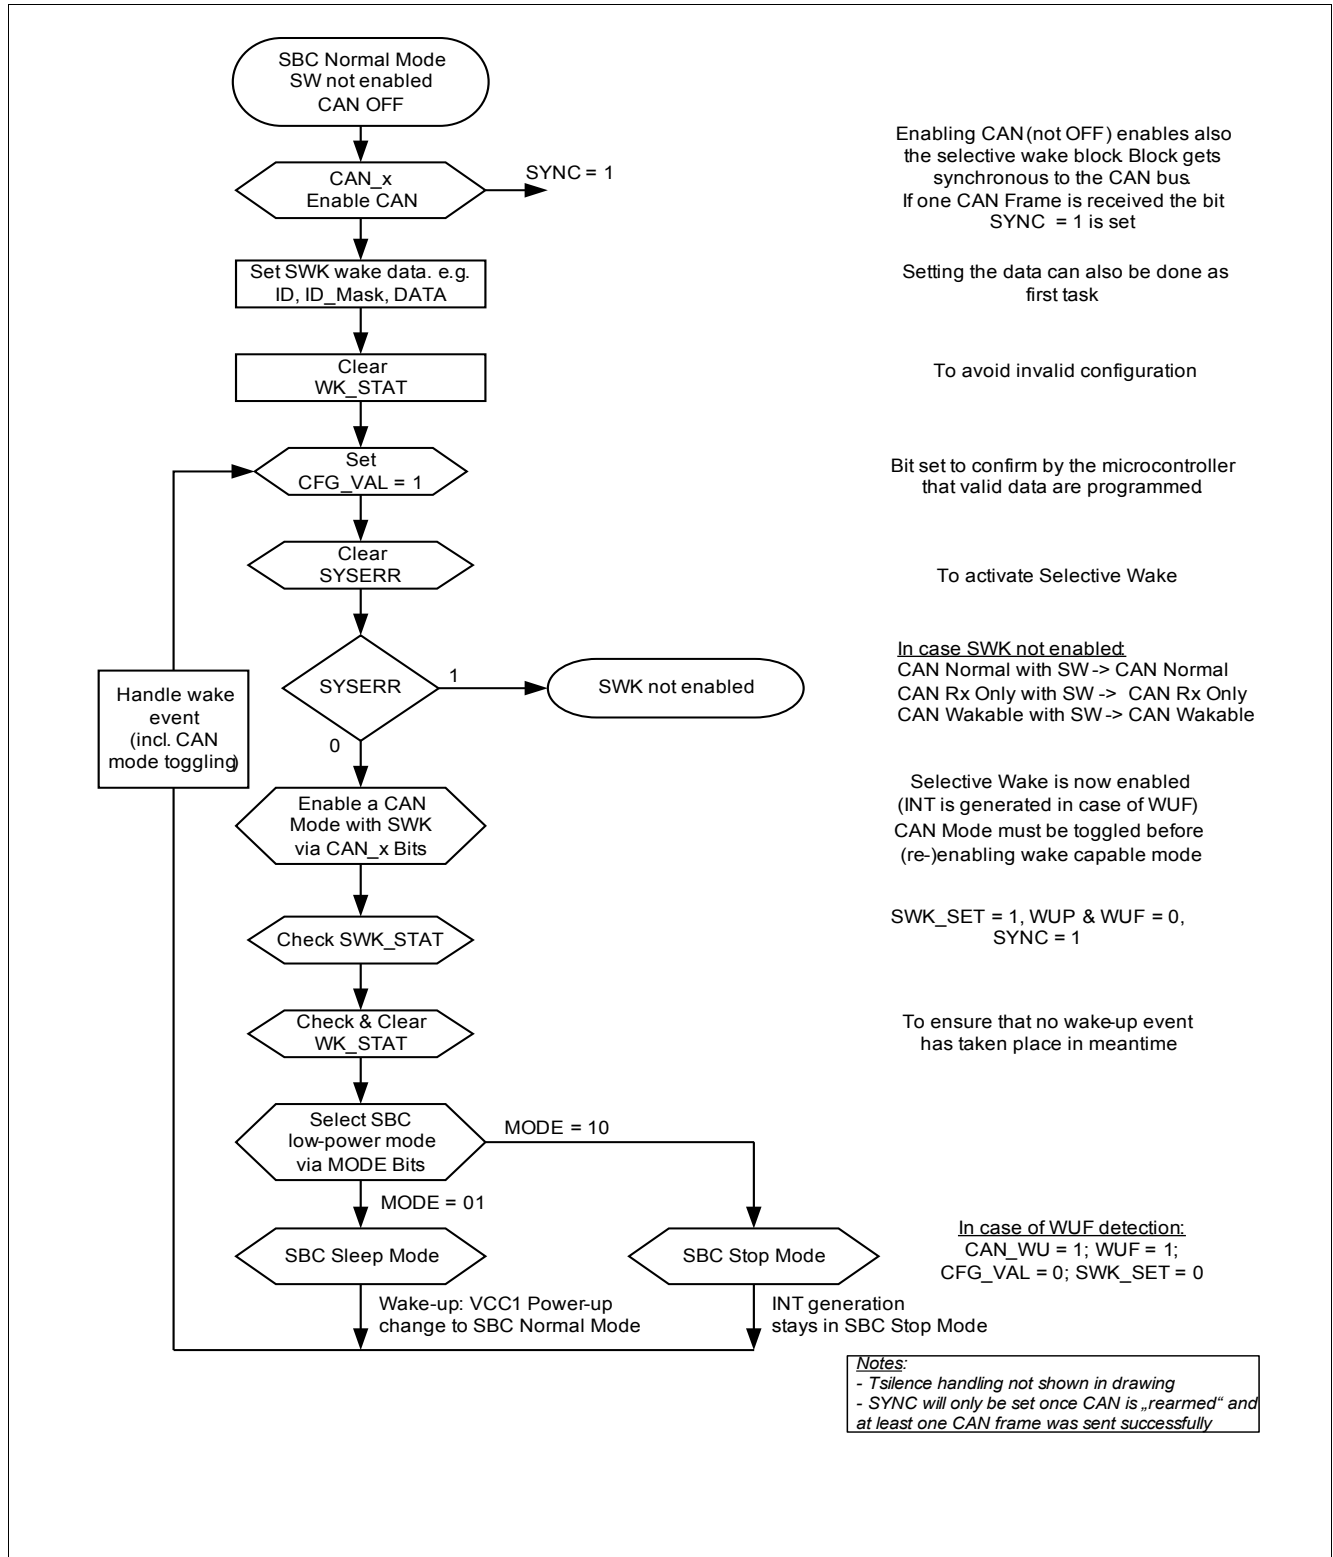 SBC Normal Mode
SW not enabled
CAN OFF
Enabling CAN (not OFF) enables also
the selective wake block. Block gets
synchronous to the CAN bus.
If one CAN Frame is received the bit
SYNC = 1 is set
CAN_x
Enable CAN
SYNC = 1
Set SWK wake data. e.g.
ID, ID_Mask, DATA
Setting the data can also be done as
first task
Clear
WK_STAT
To avoid invalid configuration
Set
CFG_VAL = 1
Bit set to confirm by the microcontroller
that valid data are programmed.
Clear
SYSERR
To activate Selective Wake
SYSERR
1
0
SWK not enabled
In case SWK not enabled:
CAN Normal with SW -> CAN Normal
CAN Rx Only with SW -> CAN Rx Only
CAN Wakable with SW -> CAN Wakable
Handle wake
event
(incl. CAN
mode toggling)
Enable a CAN
Mode with SWK
via CAN_x Bits
Selective Wake is now enabled
(INT is generated in case of WUF)
CAN Mode must be toggled before
(re-)enabling wake capable mode
Check SWK_STAT
SWK_SET = 1, WUP & WUF = 0,
SYNC = 1
Check & Clear
WK_STAT
To ensure that no wake-up event
has taken place in meantime
Select SBC
low-power mode
via MODE Bits
MODE = 10
MODE = 01
SBC Sleep Mode
SBC Stop Mode
In case of WUF detection:
CAN_WU = 1; WUF = 1;
CFG_VAL = 0; SWK_SET = 0
Wake-up: VCC1 Power-up
change to SBC Normal Mode
INT generation
stays in SBC Stop Mode
Notes:
- Tsilence handling not shown in drawing
- SYNC will only be set once CAN is „rearmed“ and
at least one CAN frame was sent successfully